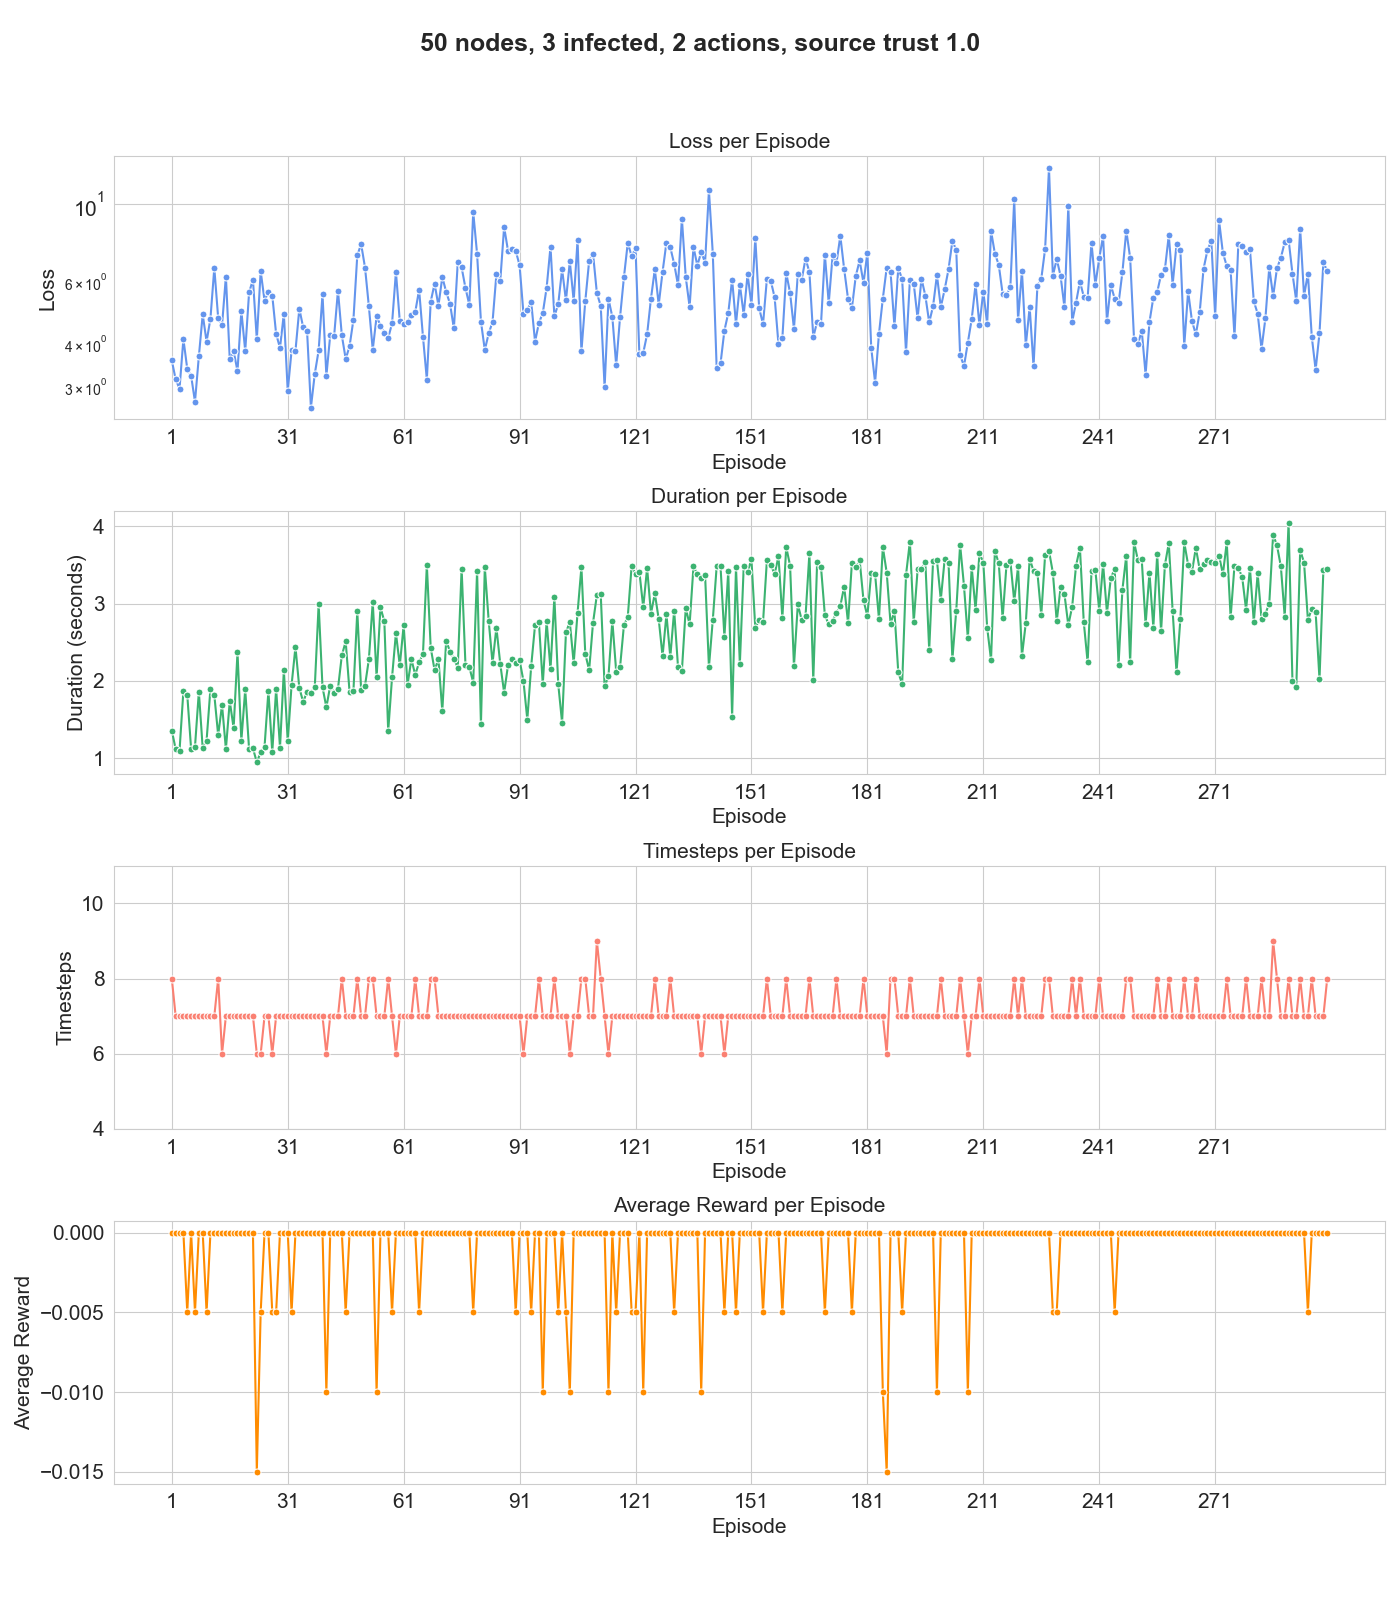 50 nodes, 3 infected, 2 actions, source trust 1.0
Loss per Episode
Loss
10¹
6 × 10⁰
4 × 10⁰
3 × 10⁰
1 31 61 91 121 151 181 211 241 271
Episode
Duration per Episode
Duration (seconds)
4
3
2
1
1 31 61 91 121 151 181 211 241 271
Episode
Timesteps per Episode
Timesteps
10
8
6
4
1 31 61 91 121 151 181 211 241 271
Episode
Average Reward per Episode
Average Reward
0.000
−0.005
−0.010
−0.015
1 31 61 91 121 151 181 211 241 271
Episode